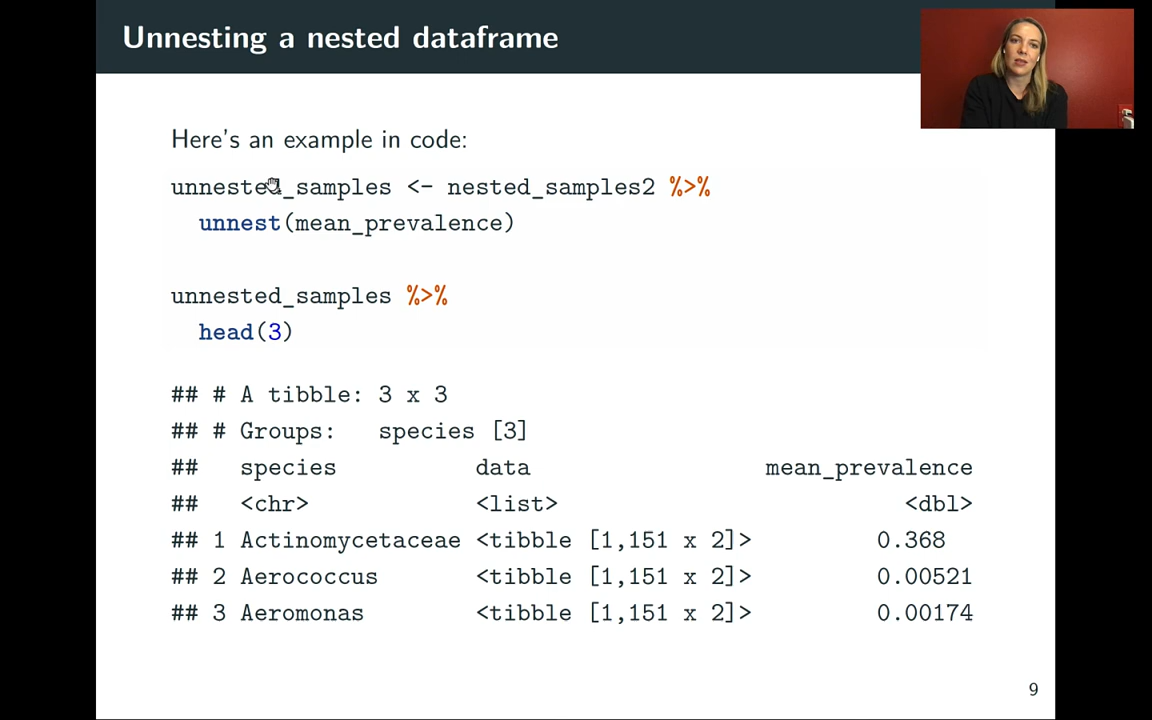 Unnesting a nested dataframe
Here's an example in code:
unnested_samples <- nested_samples2 %>%
unnest(mean_prevalence)
unnested_samples %>%
head(3)
## # A tibble: 3 x 3
## # Groups: species [3]
## species data mean_prevalence
## <chr> <list> <dbl>
## 1 Actinomycetaceae <tibble [1,151 x 2]> 0.368
## 2 Aerococcus <tibble [1,151 x 2]> 0.00521
## 3 Aeromonas <tibble [1,151 x 2]> 0.00174
9